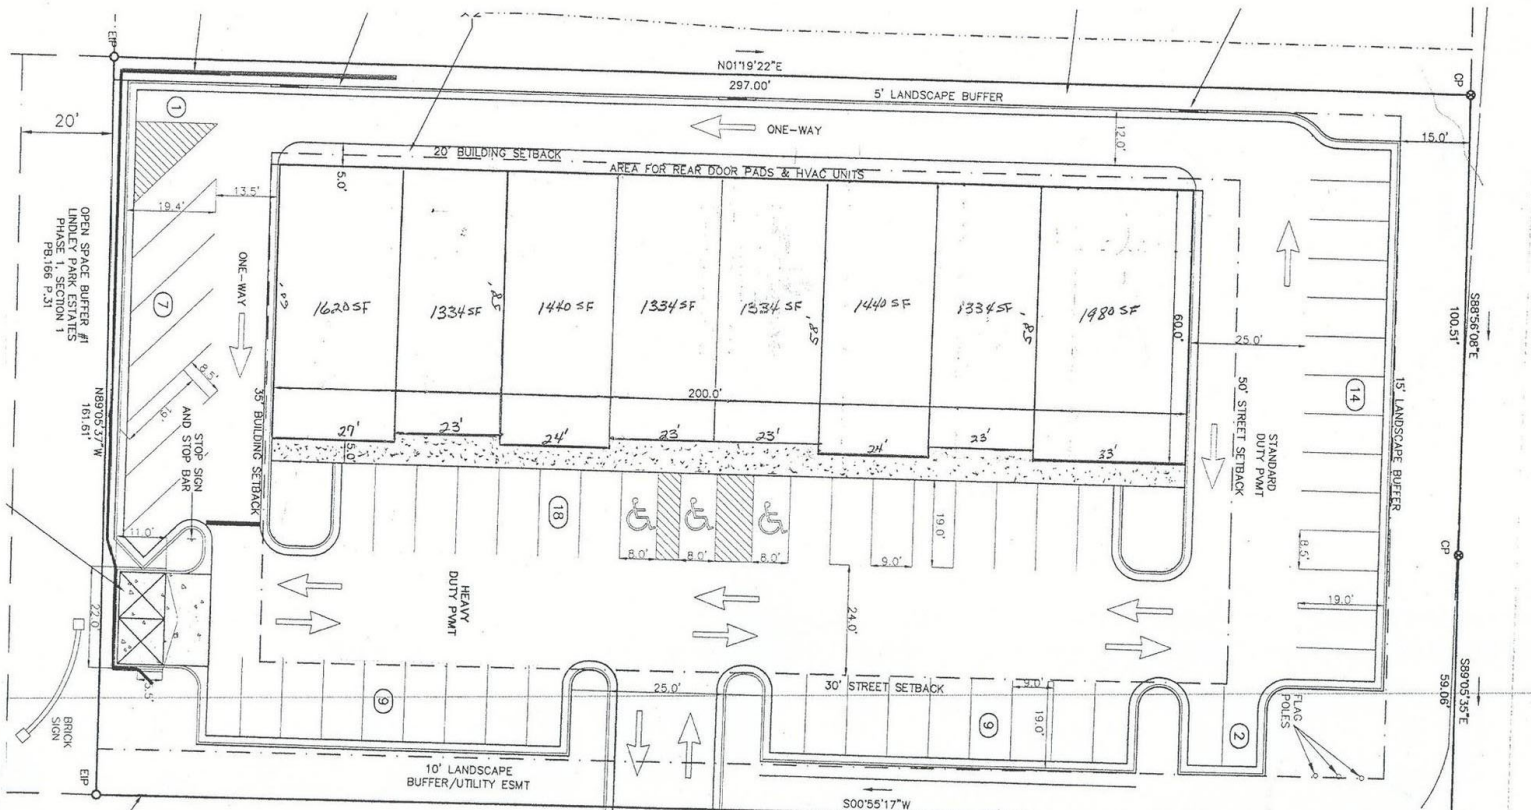 EIP
N01°19'22"E
297.00'
5' LANDSCAPE BUFFER
CP
20'
1
ONE-WAY
12.0'
15.0'
20' BUILDING SETBACK
5.0'
AREA FOR REAR DOOR PADS & HVAC UNITS
13.5'
19.4'
OPEN SPACE BUFFER #1
LINDLEY PARK ESTATES
PHASE 1, SECTION 1
PB.166 P.31
ONE-WAY
7
58'
1620 SF
1334 SF
58'
1440 SF
1334 SF
1334 SF
58'
1440 SF
1334 SF
58'
1980 SF
60.0'
25.0'
S88°56'08"E
100.51'
8.5'
19'
200.0'
14
15' LANDSCAPE BUFFER
N89°05'37"W
161.61'
STOP SIGN
AND STOP BAR
35' BUILDING SETBACK
27'
23'
24'
23'
23'
24'
23'
33'
5.0'
50' STREET SETBACK
STANDARD
DUTY PVMT
18
11.0'
8.0'
8.0'
8.0'
9.0'
19.0'
8.5'
CP
19.0'
22.0'
HEAVY
DUTY PVMT
24.0'
5.5'
9
25.0'
30' STREET SETBACK
9.0'
19.0'
9
2
FLAG
POLES
S89°05'35"E
59.06'
BRICK
SIGN
EIP
10' LANDSCAPE
BUFFER/UTILITY ESMT
S00°55'17"W